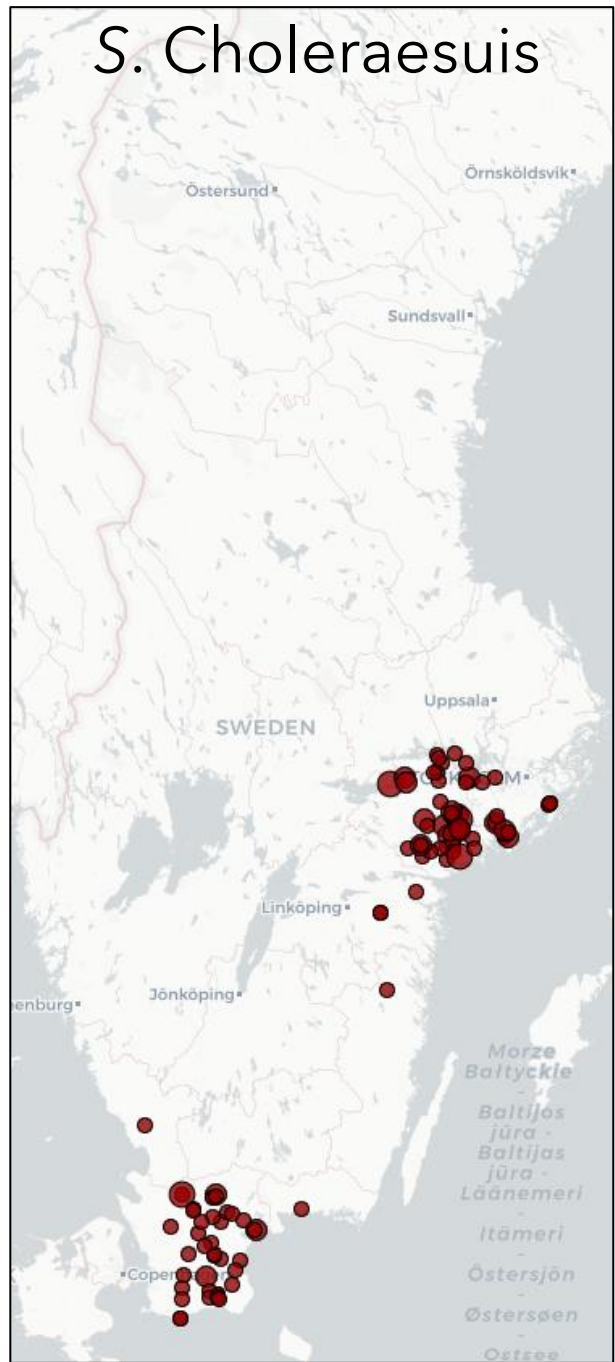 S. Choleraesuis
Örnsköldsvik
Östersund
Sundsvall
Uppsala
SWEDEN
Linköping
Jönköping
Morze
Bałtyckie
-
Baltijos
jūra -
Baltijas
jūra -
Läänemeri
-
Itämeri
-
Östersjön
-
Østersøen
-
Ostsee